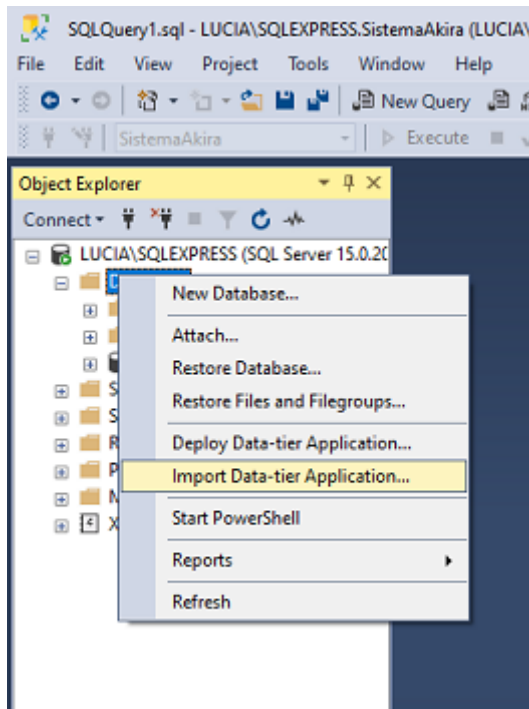 SQLQuery1.sql - LUCIA\SQLEXPRESS.SistemaAkira (LUCIA\
File Edit View Project Tools Window Help
New Query
SistemaAkira Execute
Object Explorer
Connect
LUCIA\SQLEXPRESS (SQL Server 15.0.20
D
New Database...
Attach...
Restore Database...
S Restore Files and Filegroups...
S
R Deploy Data-tier Application...
P Import Data-tier Application...
N
X Start PowerShell
Reports
Refresh